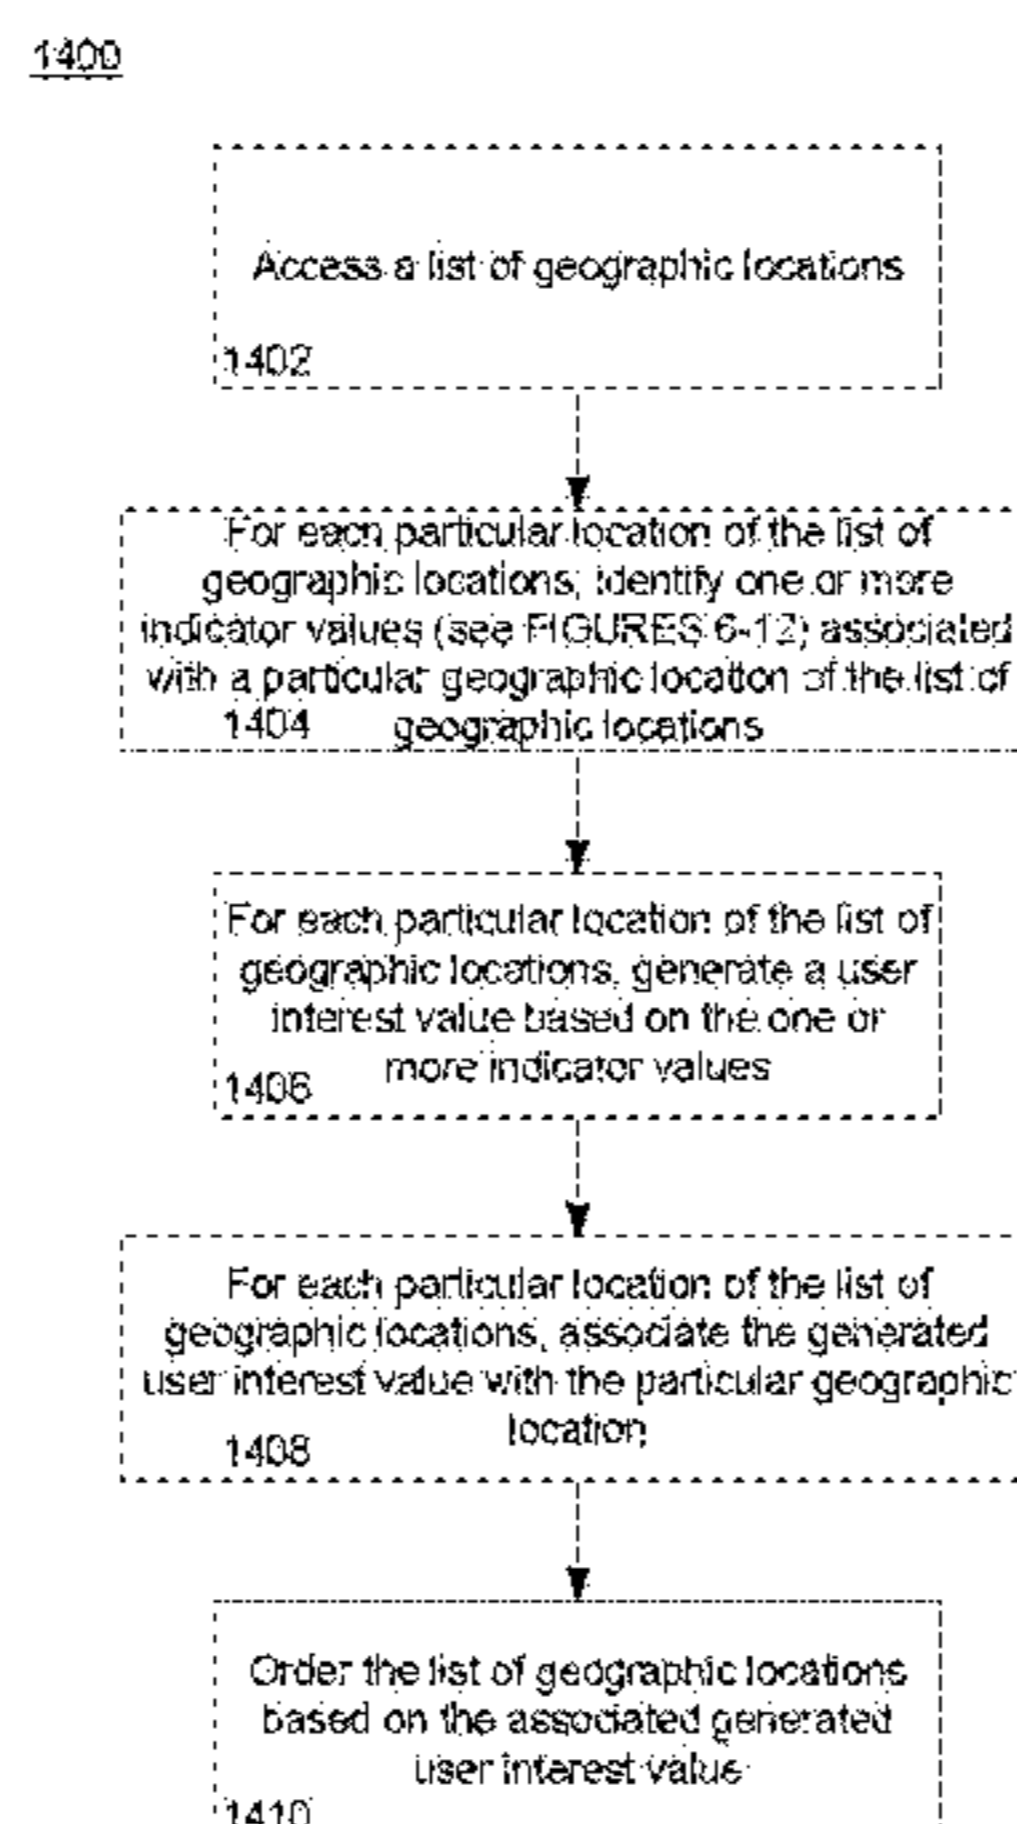 1400
Access a list of geographic locations
1402
For each particular location of the list of
geographic locations, identify one or more
indicator values (see FIGURES 6-12) associated
with a particular geographic location of the list of
1404 geographic locations
For each particular location of the list of
geographic locations, generate a user
interest value based on the one or
more indicator values
1406
For each particular location of the list of
geographic locations, associate the generated
user interest value with the particular geographic
location
1408
Order the list of geographic locations
based on the associated generated
user interest value
1410